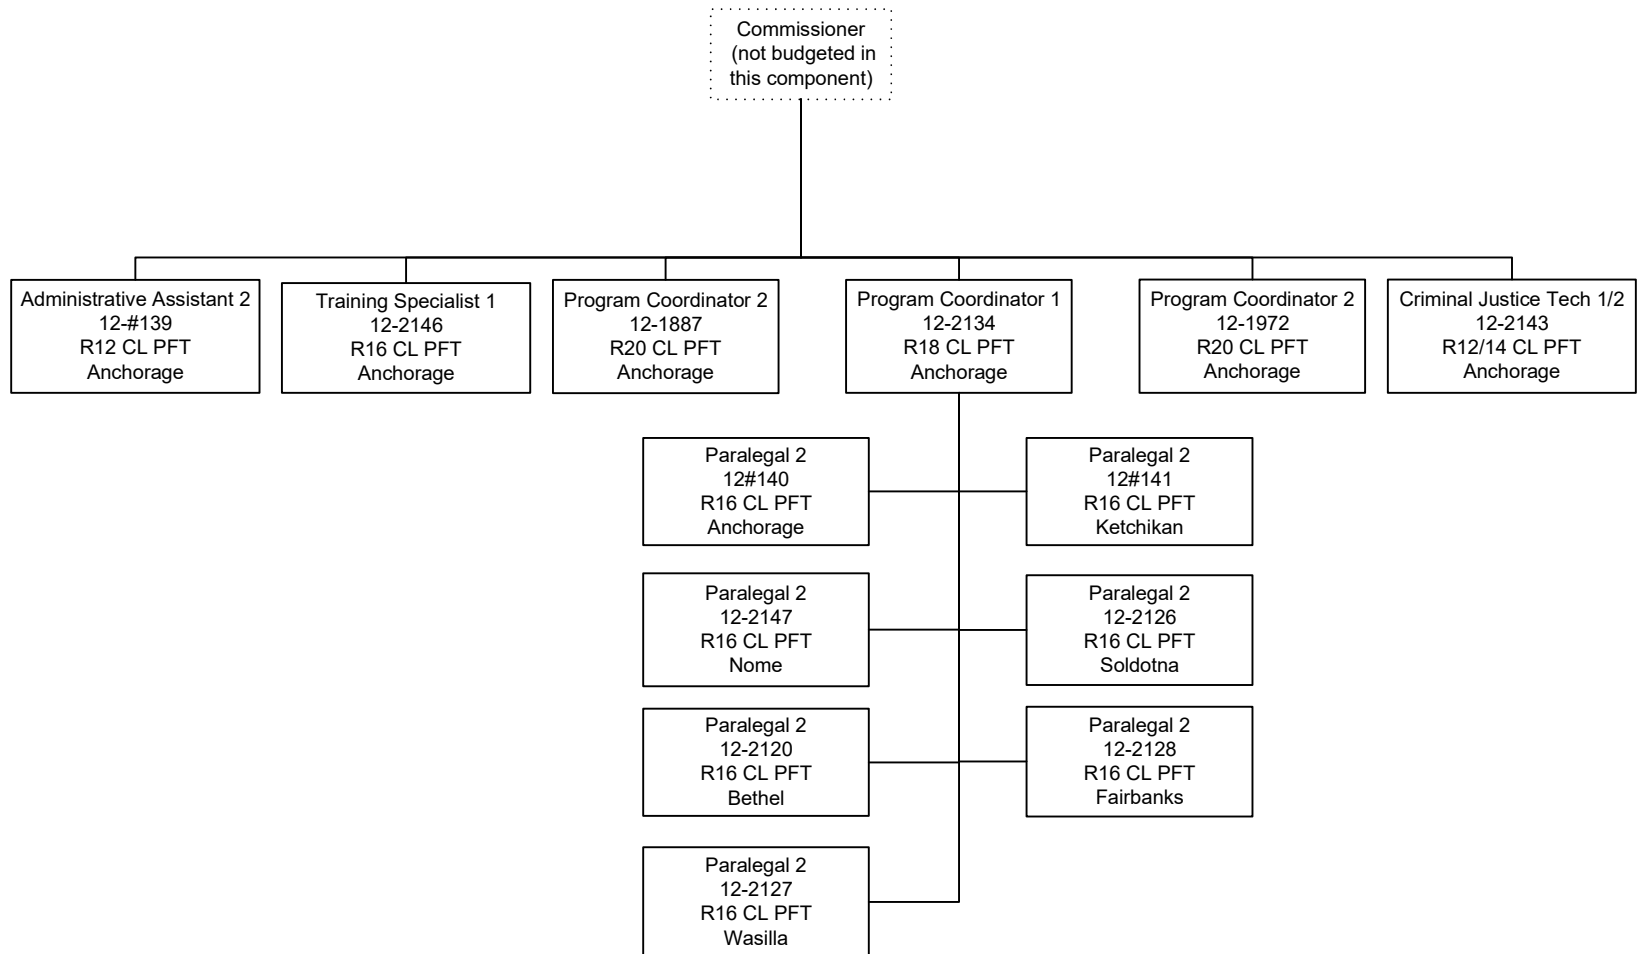 Commissioner
(not budgeted in
this component)
Administrative Assistant 2
12-#139
R12 CL PFT
Anchorage
Training Specialist 1
12-2146
R16 CL PFT
Anchorage
Program Coordinator 2
12-1887
R20 CL PFT
Anchorage
Program Coordinator 1
12-2134
R18 CL PFT
Anchorage
Program Coordinator 2
12-1972
R20 CL PFT
Anchorage
Criminal Justice Tech 1/2
12-2143
R12/14 CL PFT
Anchorage
Paralegal 2
12#140
R16 CL PFT
Anchorage
Paralegal 2
12#141
R16 CL PFT
Ketchikan
Paralegal 2
12-2147
R16 CL PFT
Nome
Paralegal 2
12-2126
R16 CL PFT
Soldotna
Paralegal 2
12-2120
R16 CL PFT
Bethel
Paralegal 2
12-2128
R16 CL PFT
Fairbanks
Paralegal 2
12-2127
R16 CL PFT
Wasilla